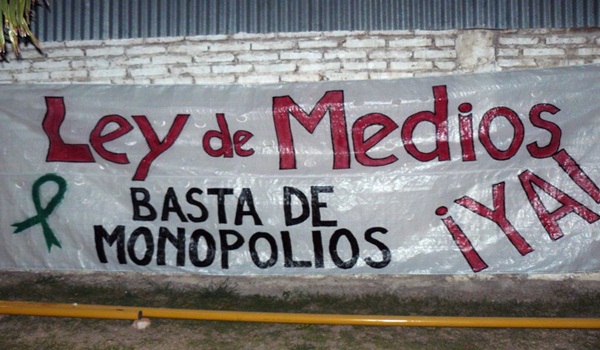 Ley de Medios
BASTA DE
MONOPOLIOS
¡YA!